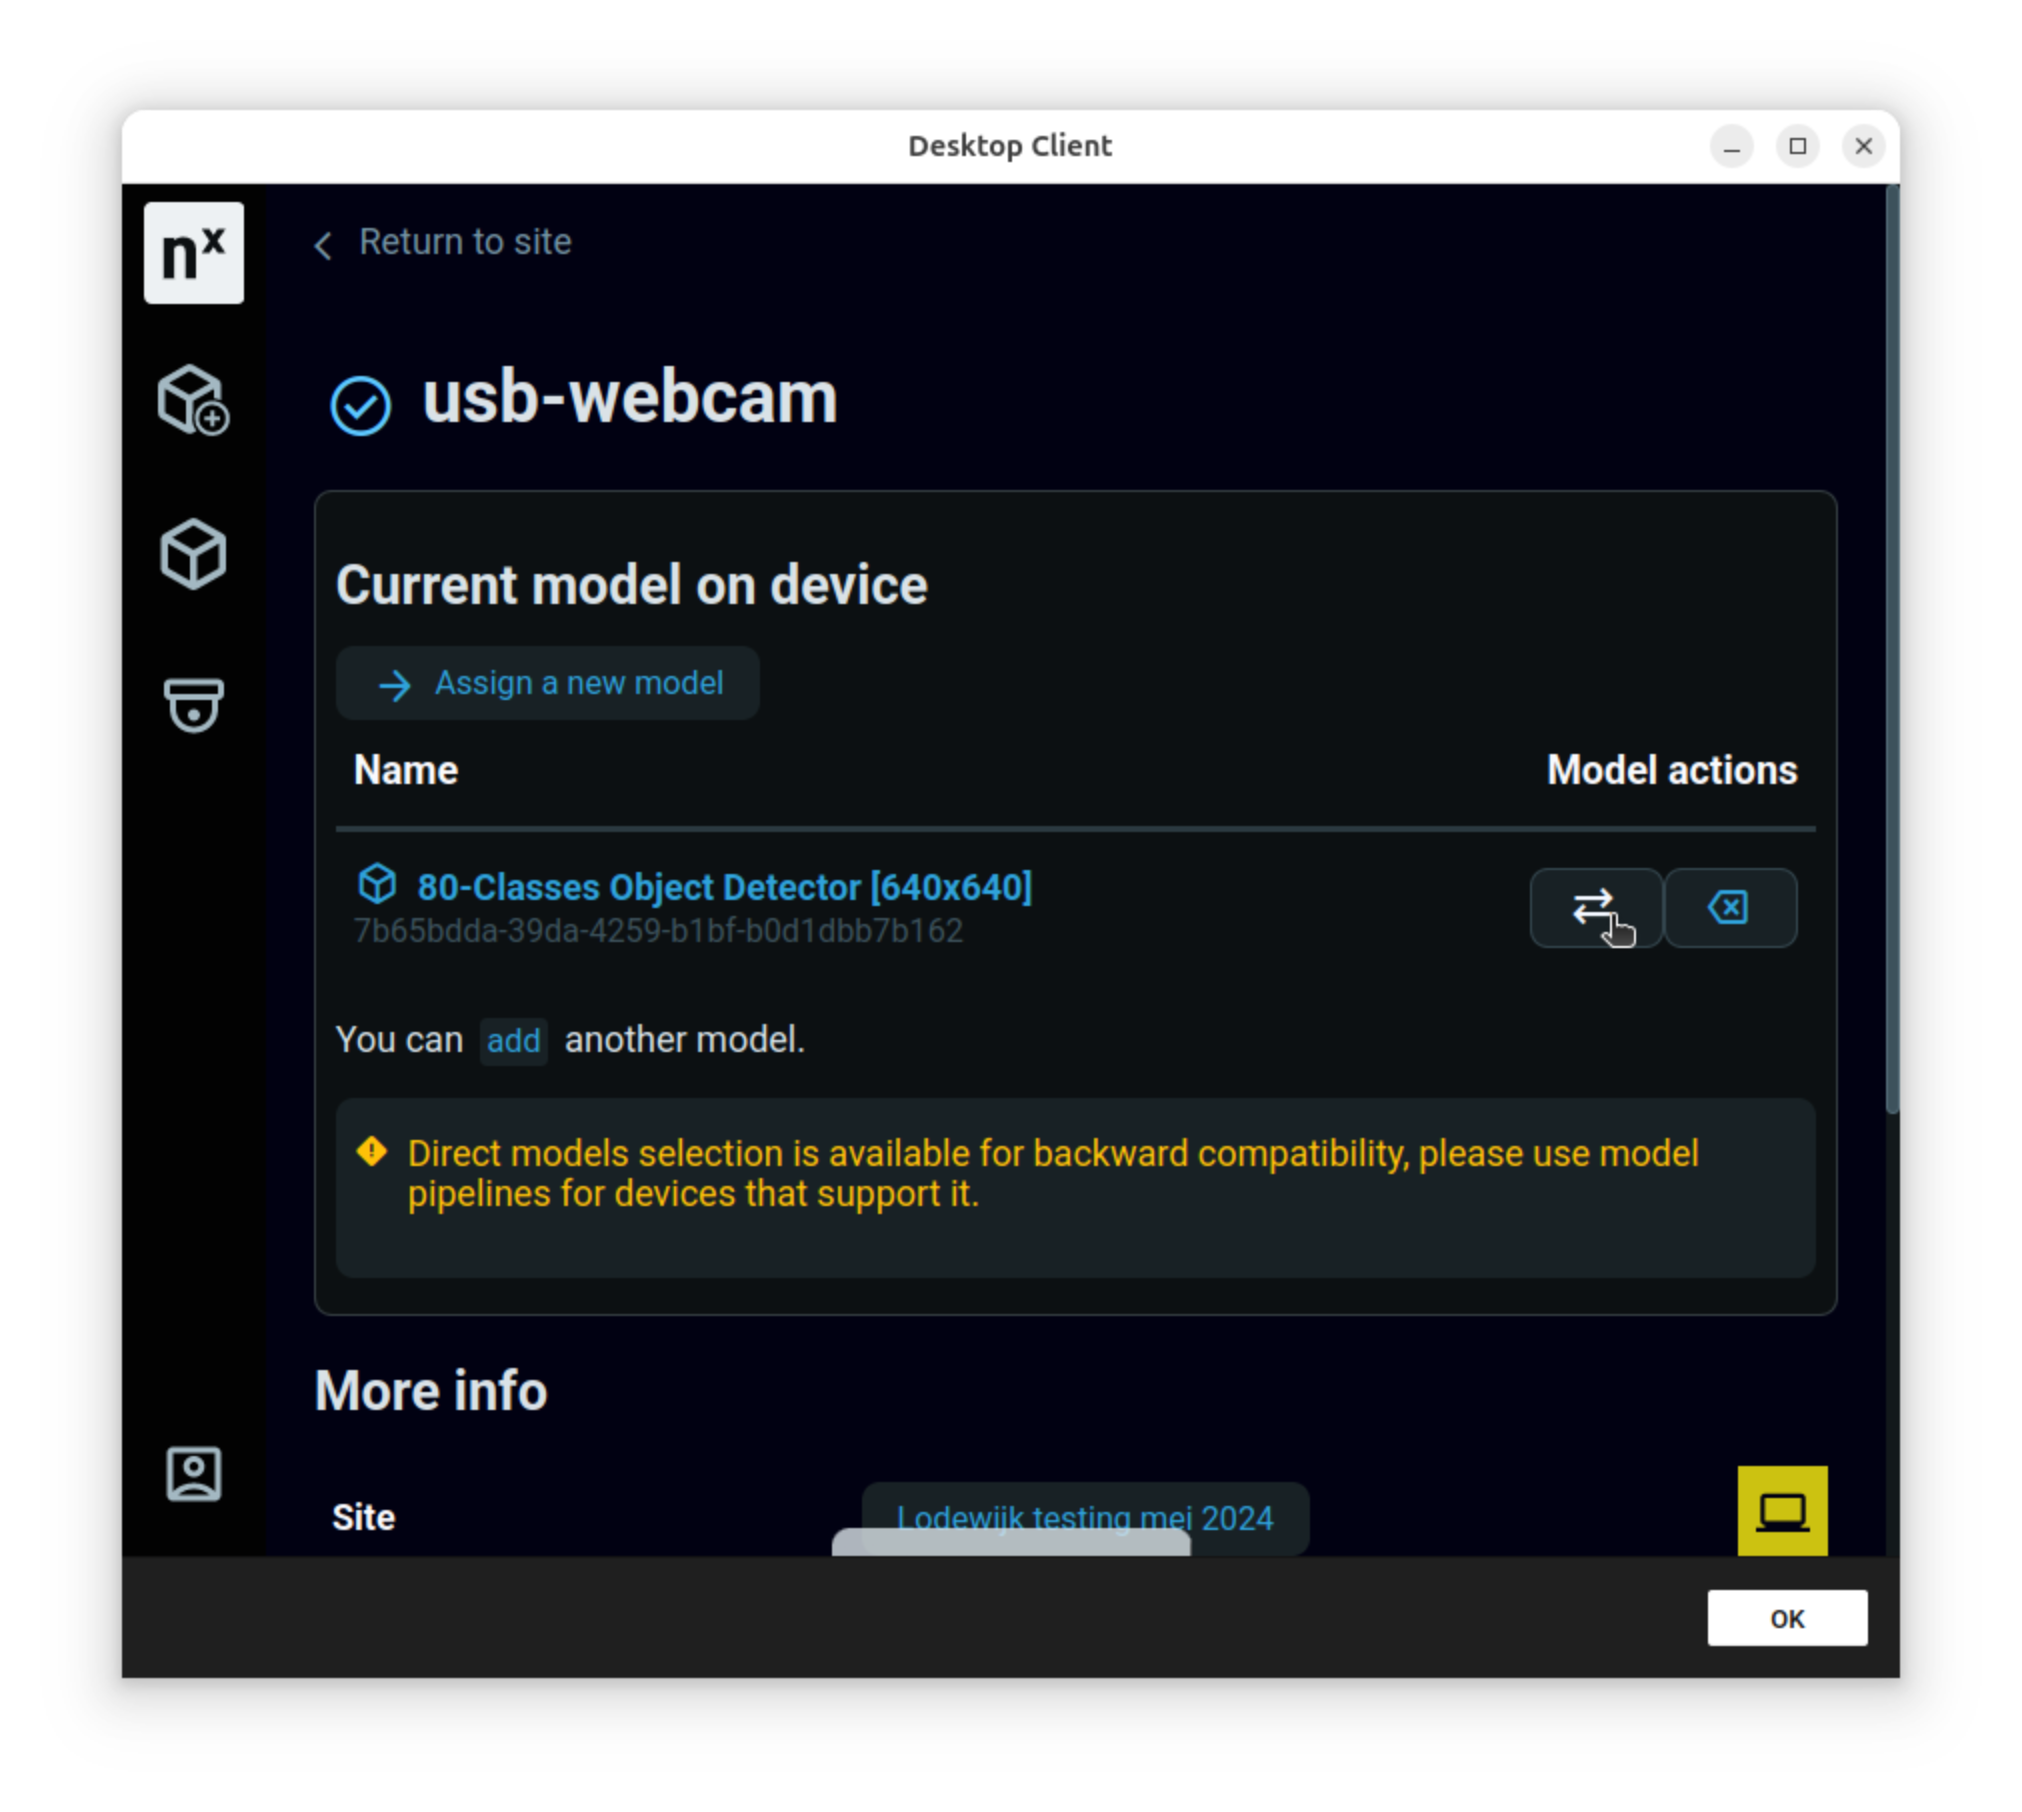 Desktop Client
nx
Return to site
usb-webcam
Current model on device
Assign a new model
Name Model actions
80-Classes Object Detector [640x640]
7b65bdda-39da-4259-b1bf-b0d1dbb7b162
You can add another model.
Direct models selection is available for backward compatibility, please use model
pipelines for devices that support it.
More info
Site Lodewijk testing mei 2024
OK